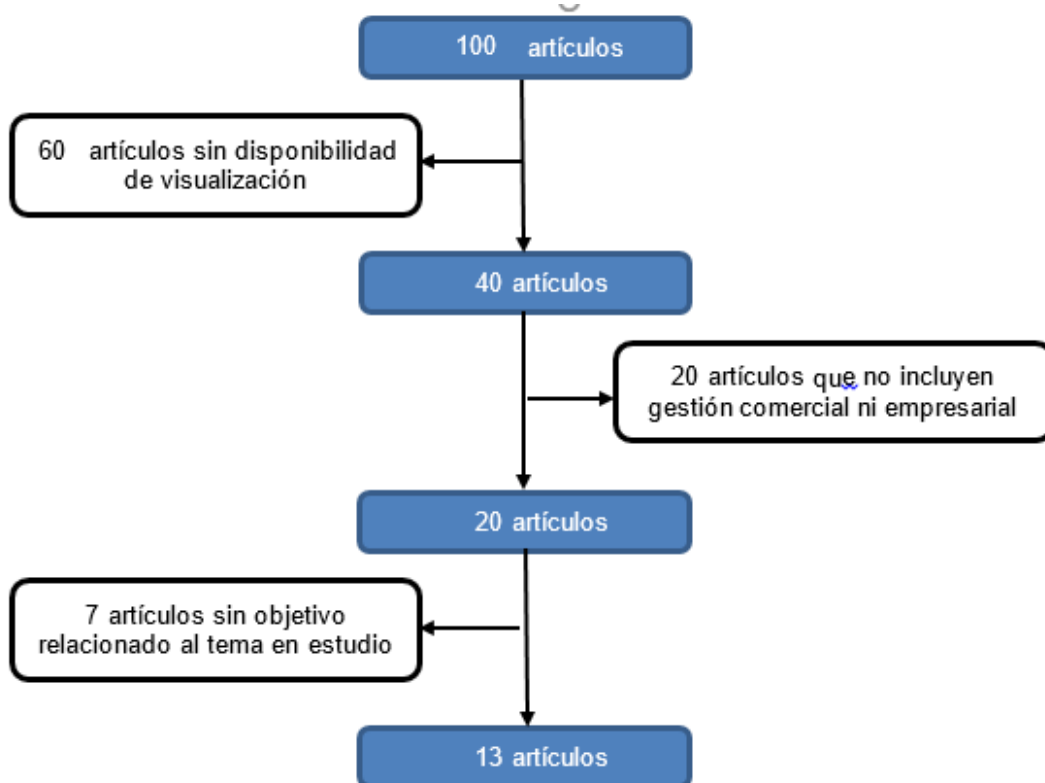 100 artículos
60 artículos sin disponibilidad
de visualización
40 artículos
20 artículos que no incluyen
gestión comercial ni empresarial
20 artículos
7 artículos sin objetivo
relacionado al tema en estudio
13 artículos